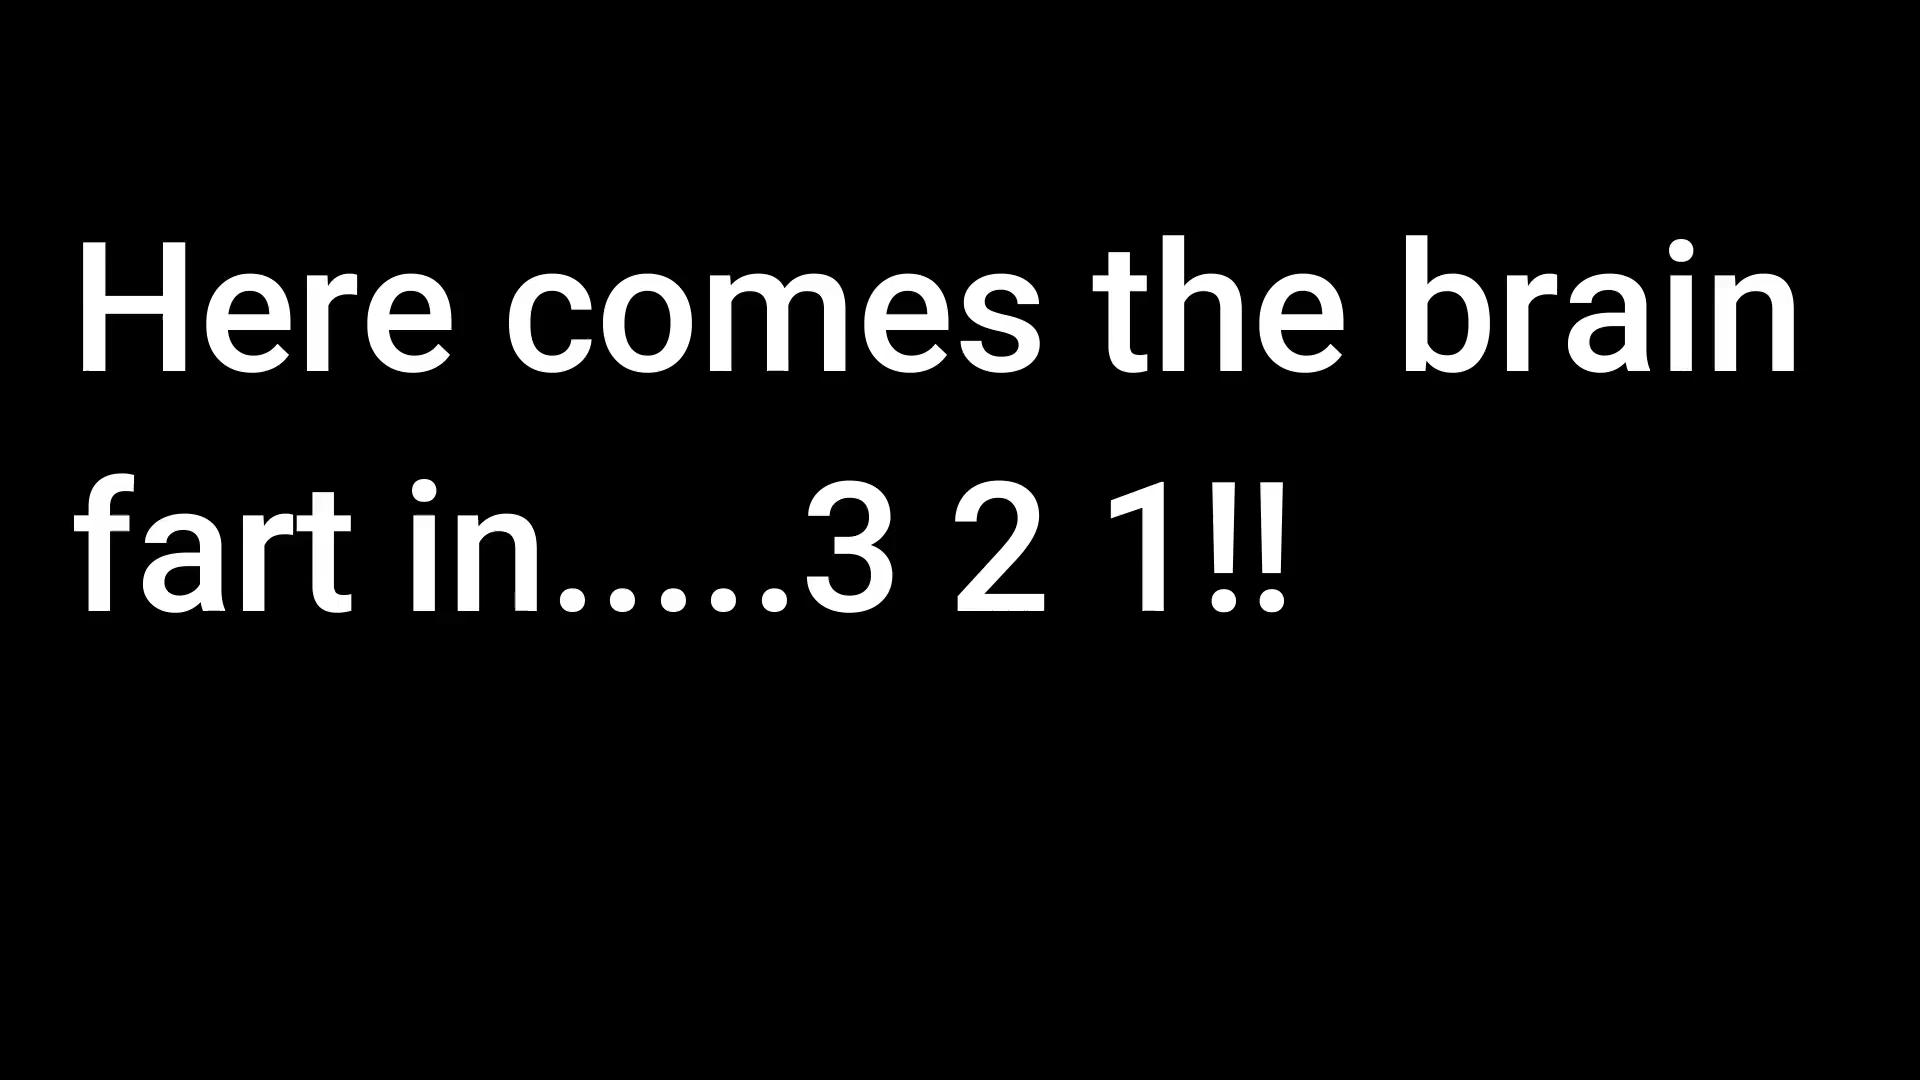 Here comes the brain
fart in.....3 2 1!!